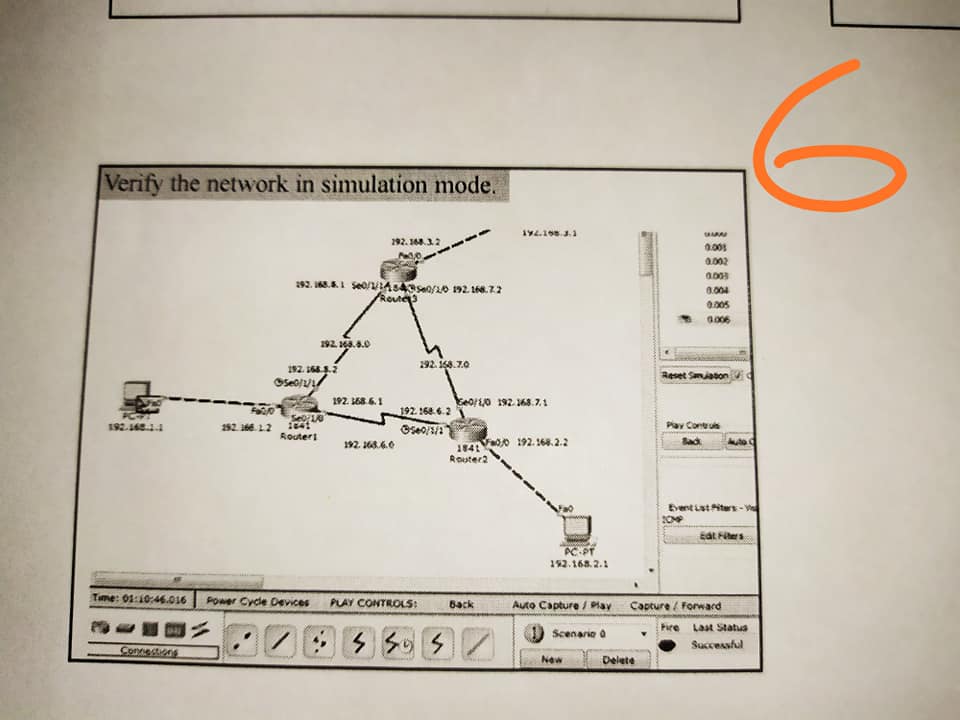 6
Verify the network in simulation mode.
192.168.3.2
192.168.3.1
Fa0/0
0.001
0.002
0.003
0.004
0.005
0.006
192.168.8.1 Se0/1/1 Se0/1/0 192.168.7.2
Router3
192.168.8.0
192.168.7.0
Reset Simulation
192.168.8.2
Se0/1/1
Fa0
PC-PT
192.168.1.1
Fa0/0
192.168.1.2
Se0/1/0
1841
Router1
192.168.6.1
192.168.6.2
Se0/1/1
192.168.6.0
Se0/1/0 192.168.7.1
1841
Router2
Fa0/0 192.168.2.2
Play Controls
Back
Auto C
Event List Filters - Vis
ICMP
Edit Filters
Fa0
PC-PT
192.168.2.1
Time: 01:10:46.016
Power Cycle Devices
PLAY CONTROLS:
Back
Auto Capture / Play
Capture / Forward
Connections
Scenario 0
New
Delete
Fire
Last Status
Successful